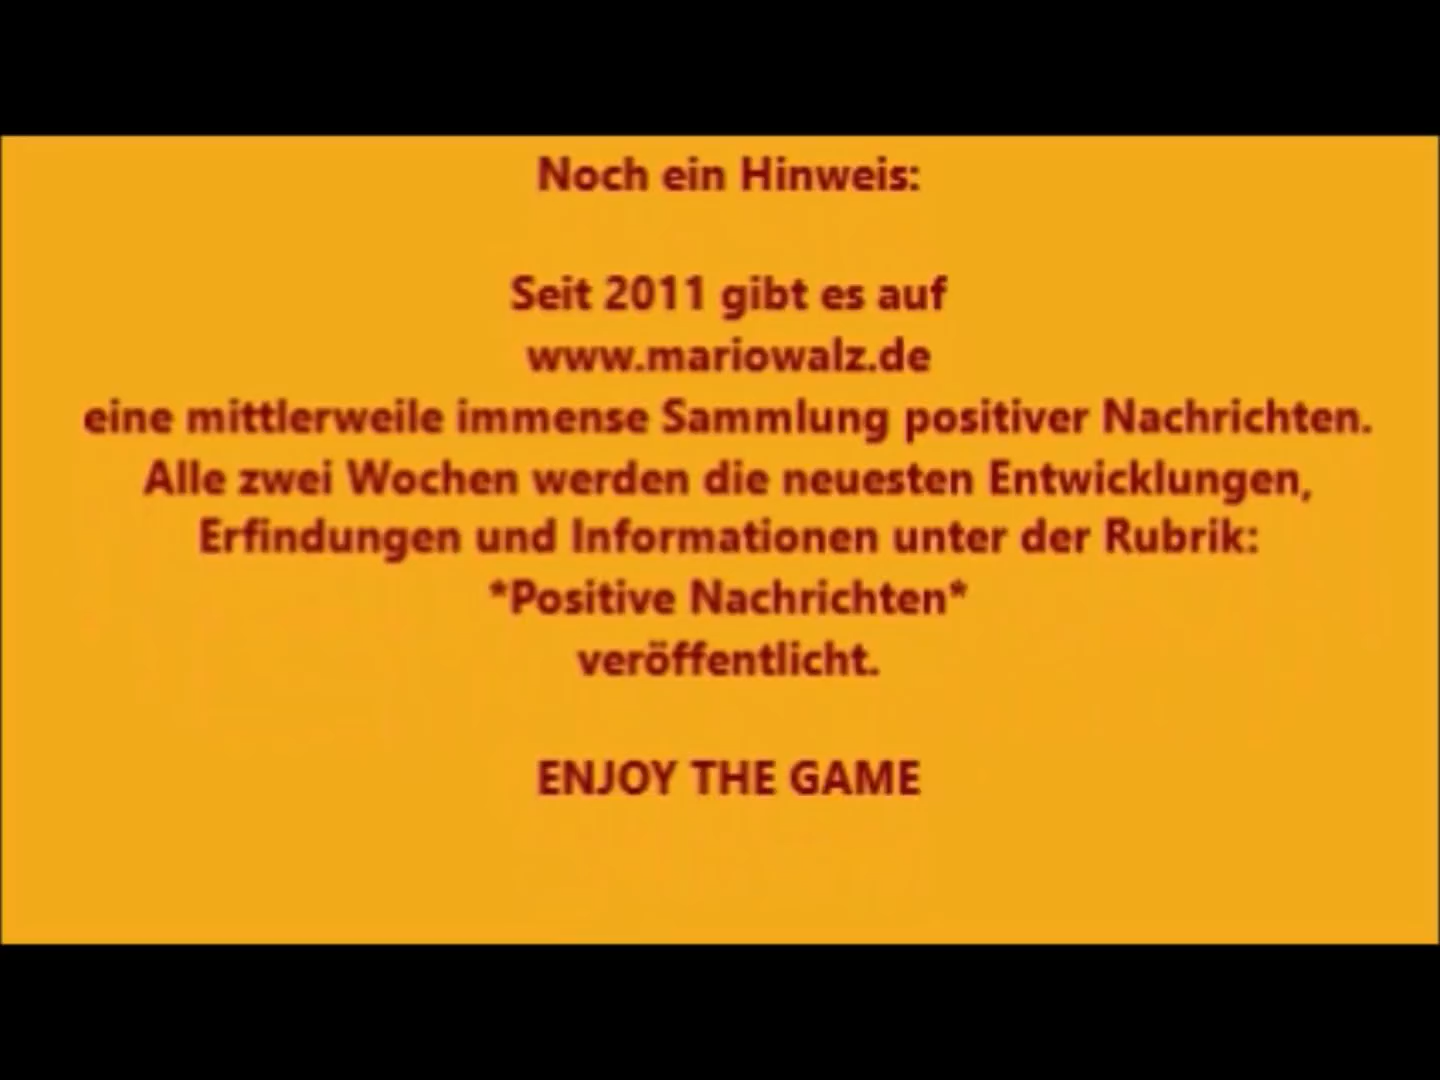 Noch ein Hinweis:
Seit 2011 gibt es auf
www.mariowalz.de
eine mittlerweile immense Sammlung positiver Nachrichten.
Alle zwei Wochen werden die neuesten Entwicklungen,
Erfindungen und Informationen unter der Rubrik:
*Positive Nachrichten*
veröffentlicht.
ENJOY THE GAME